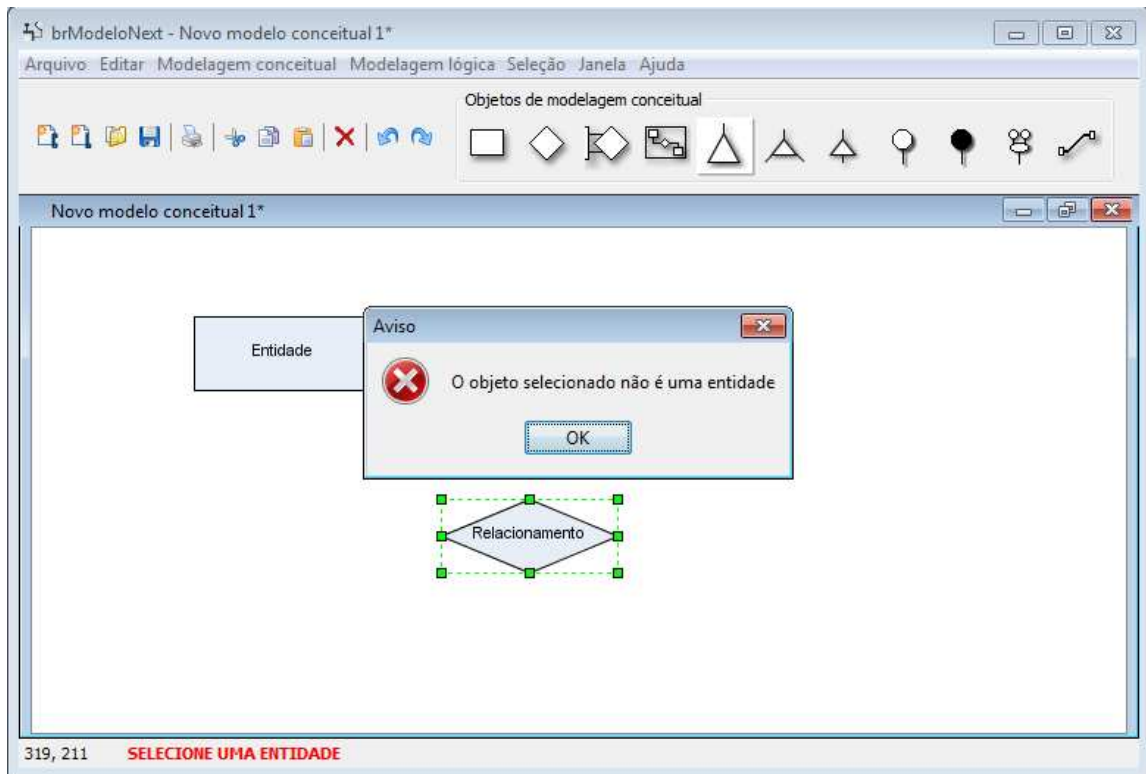 brModeloNext - Novo modelo conceitual 1*
Arquivo Editar Modelagem conceitual Modelagem lógica Seleção Janela Ajuda
Objetos de modelagem conceitual
Novo modelo conceitual 1*
Aviso
Entidade
O objeto selecionado não é uma entidade
OK
Relacionamento
319, 211 SELECIONE UMA ENTIDADE